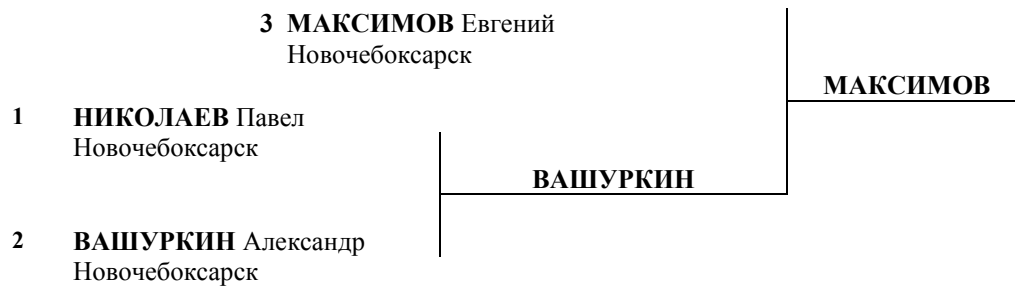 3 МАКСИМОВ Евгений
Новочебоксарск
МАКСИМОВ
1 НИКОЛАЕВ Павел
Новочебоксарск
ВАШУРКИН
2 ВАШУРКИН Александр
Новочебоксарск